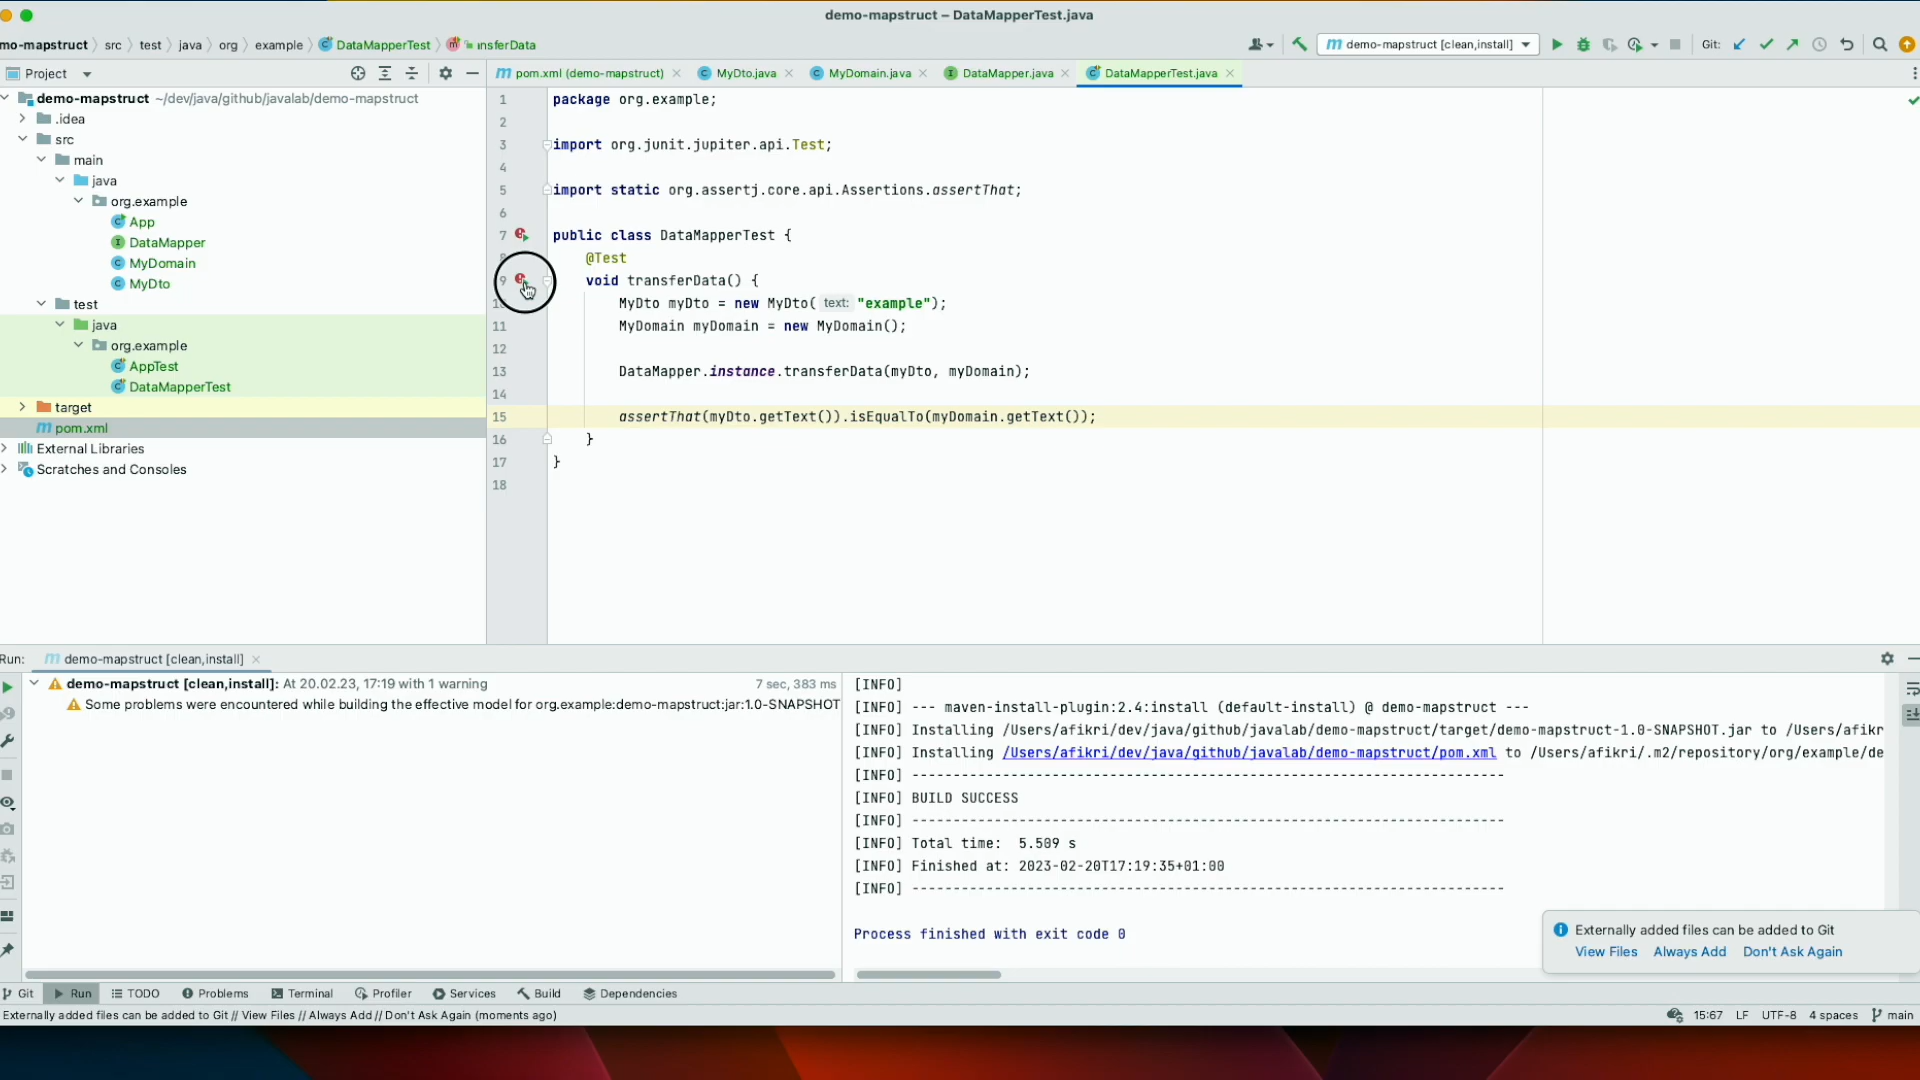 demo-mapstruct – DataMapperTest.java
mo-mapstruct src test java org example DataMapperTest nsferData
demo-mapstruct [clean,install] Git:
Project
pom.xml (demo-mapstruct) MyDto.java MyDomain.java DataMapper.java DataMapperTest.java
demo-mapstruct ~/dev/java/github/javalab/demo-mapstruct
.idea
src
main
java
org.example
App
DataMapper
MyDomain
MyDto
test
java
org.example
AppTest
DataMapperTest
target
pom.xml
External Libraries
Scratches and Consoles
1 package org.example;
2
3 import org.junit.jupiter.api.Test;
4
5 import static org.assertj.core.api.Assertions.assertThat;
6
7 public class DataMapperTest {
8 @Test
9 void transferData() {
10 MyDto myDto = new MyDto( text: "example");
11 MyDomain myDomain = new MyDomain();
12
13 DataMapper.instance.transferData(myDto, myDomain);
14
15 assertThat(myDto.getText()).isEqualTo(myDomain.getText());
16 }
17 }
18
Run: demo-mapstruct [clean,install]
demo-mapstruct [clean,install]: At 20.02.23, 17:19 with 1 warning 7 sec, 383 ms
Some problems were encountered while building the effective model for org.example:demo-mapstruct:jar:1.0-SNAPSHOT
[INFO]
[INFO] --- maven-install-plugin:2.4:install (default-install) @ demo-mapstruct ---
[INFO] Installing /Users/afikri/dev/java/github/javalab/demo-mapstruct/target/demo-mapstruct-1.0-SNAPSHOT.jar to /Users/afikr
[INFO] Installing /Users/afikri/dev/java/github/javalab/demo-mapstruct/pom.xml to /Users/afikri/.m2/repository/org/example/de
[INFO] ------------------------------------------------------------------------
[INFO] BUILD SUCCESS
[INFO] ------------------------------------------------------------------------
[INFO] Total time:  5.509 s
[INFO] Finished at: 2023-02-20T17:19:35+01:00
[INFO] ------------------------------------------------------------------------
Process finished with exit code 0
Externally added files can be added to Git
View Files Always Add Don't Ask Again
Git Run TODO Problems Terminal Profiler Services Build Dependencies
Externally added files can be added to Git // View Files // Always Add // Don't Ask Again (moments ago) 15:67 LF UTF-8 4 spaces main